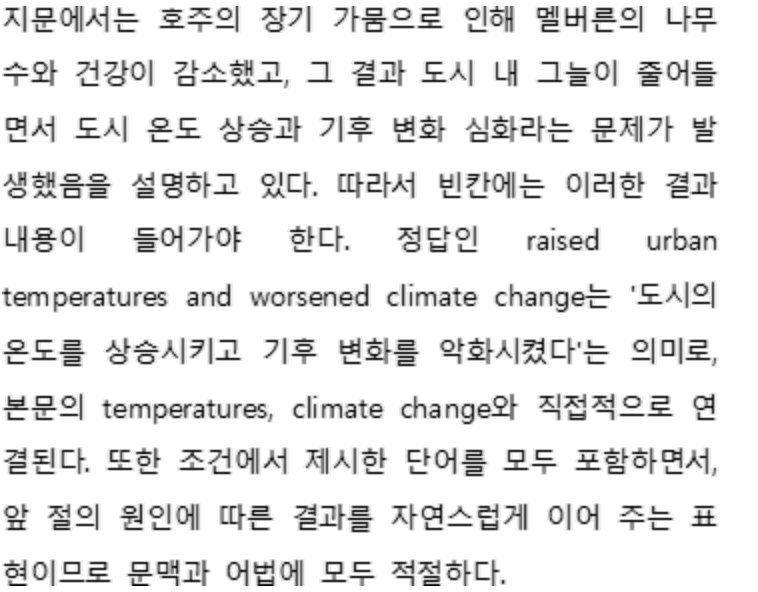 지문에서는 호주의 장기 가뭄으로 인해 멜버른의 나무
수와 건강이 감소했고, 그 결과 도시 내 그늘이 줄어들
면서 도시 온도 상승과 기후 변화 심화라는 문제가 발
생했음을 설명하고 있다. 따라서 빈칸에는 이러한 결과
내용이 들어가야 한다. 정답인 raised urban
temperatures and worsened climate change는 '도시의
온도를 상승시키고 기후 변화를 악화시켰다'는 의미로,
본문의 temperatures, climate change와 직접적으로 연
결된다. 또한 조건에서 제시한 단어를 모두 포함하면서,
앞 절의 원인에 따른 결과를 자연스럽게 이어 주는 표
현이므로 문맥과 어법에 모두 적절하다.